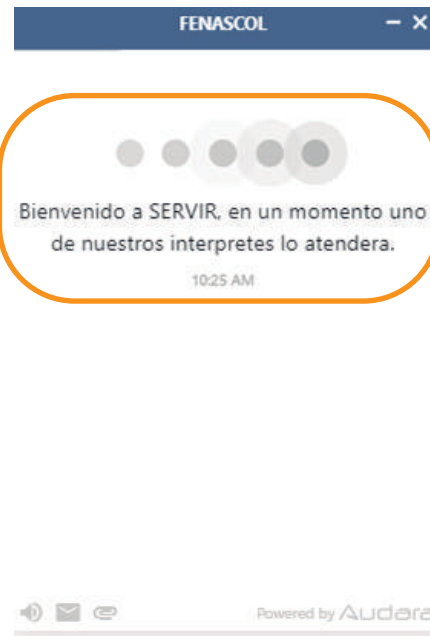 FENASCOL
Bienvenido a SERVIR, en un momento uno
de nuestros interpretes lo atendera.
10:25 AM
Powered by Audara